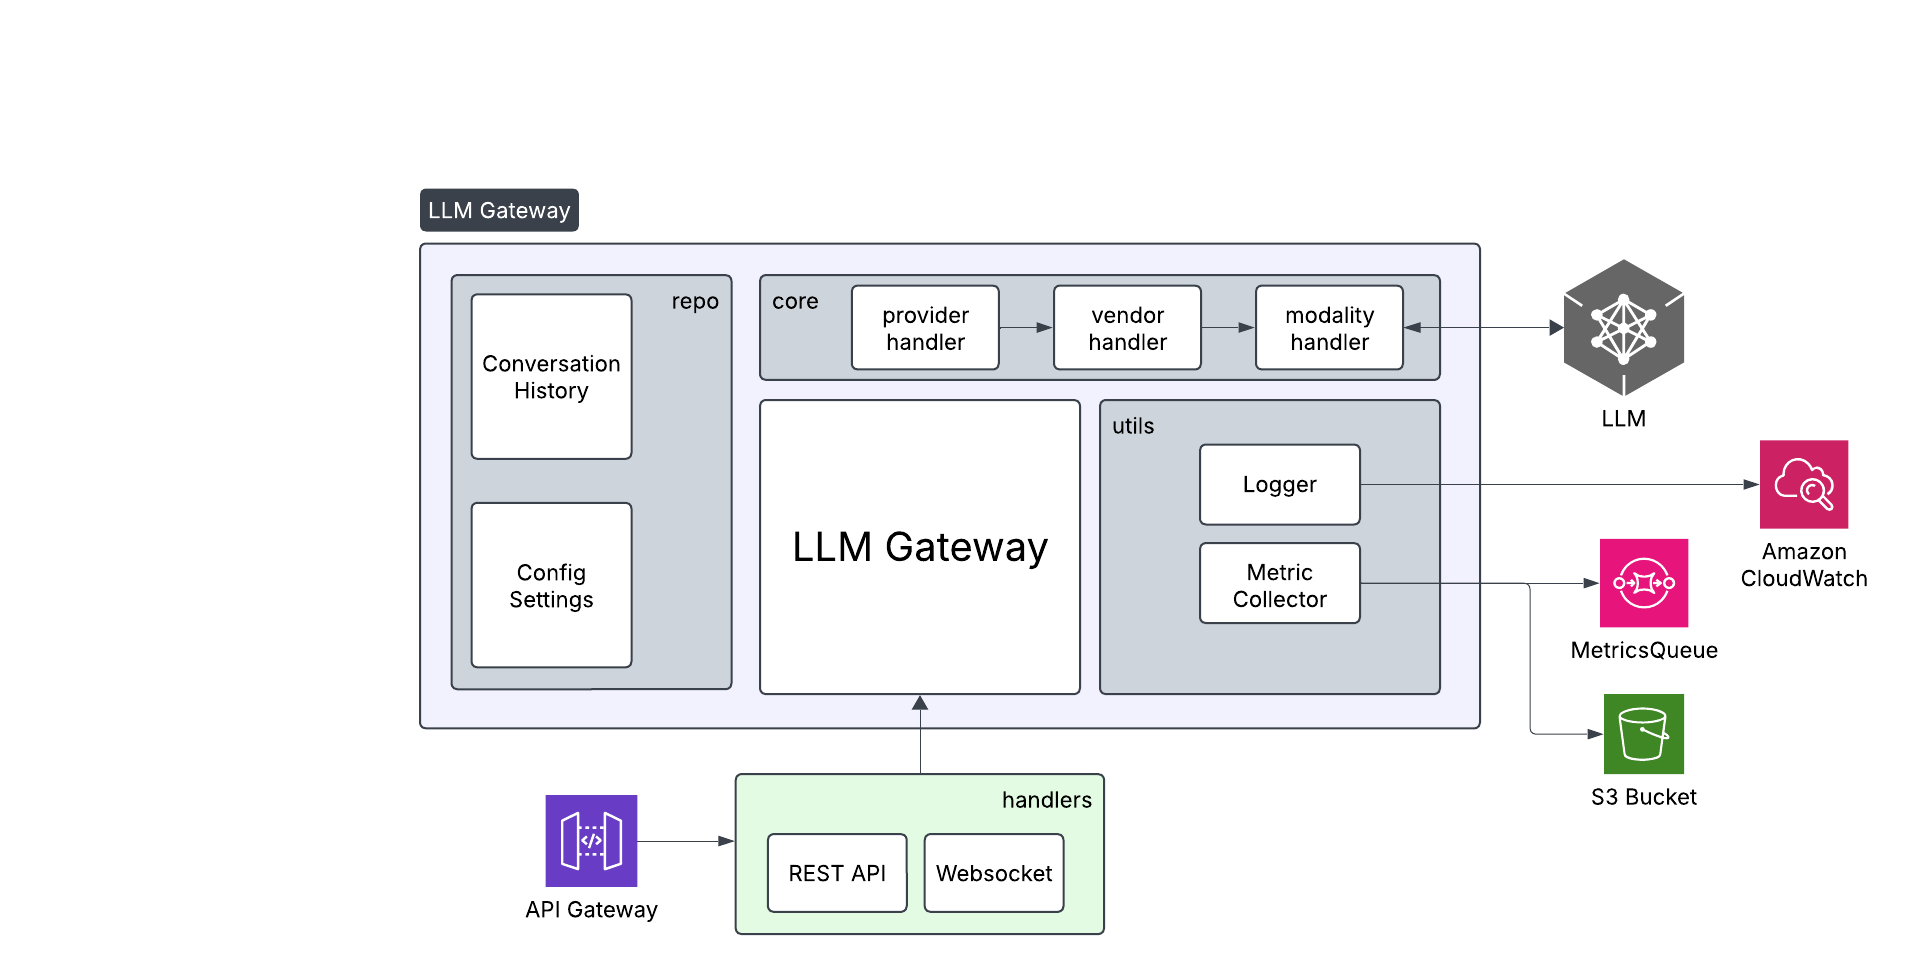 LLM Gateway
repo
Conversation
History
Config
Settings
core
provider
handler
vendor
handler
modality
handler
LLM
LLM Gateway
utils
Logger
Metric
Collector
Amazon
CloudWatch
MetricsQueue
S3 Bucket
handlers
REST API
Websocket
</>
API Gateway